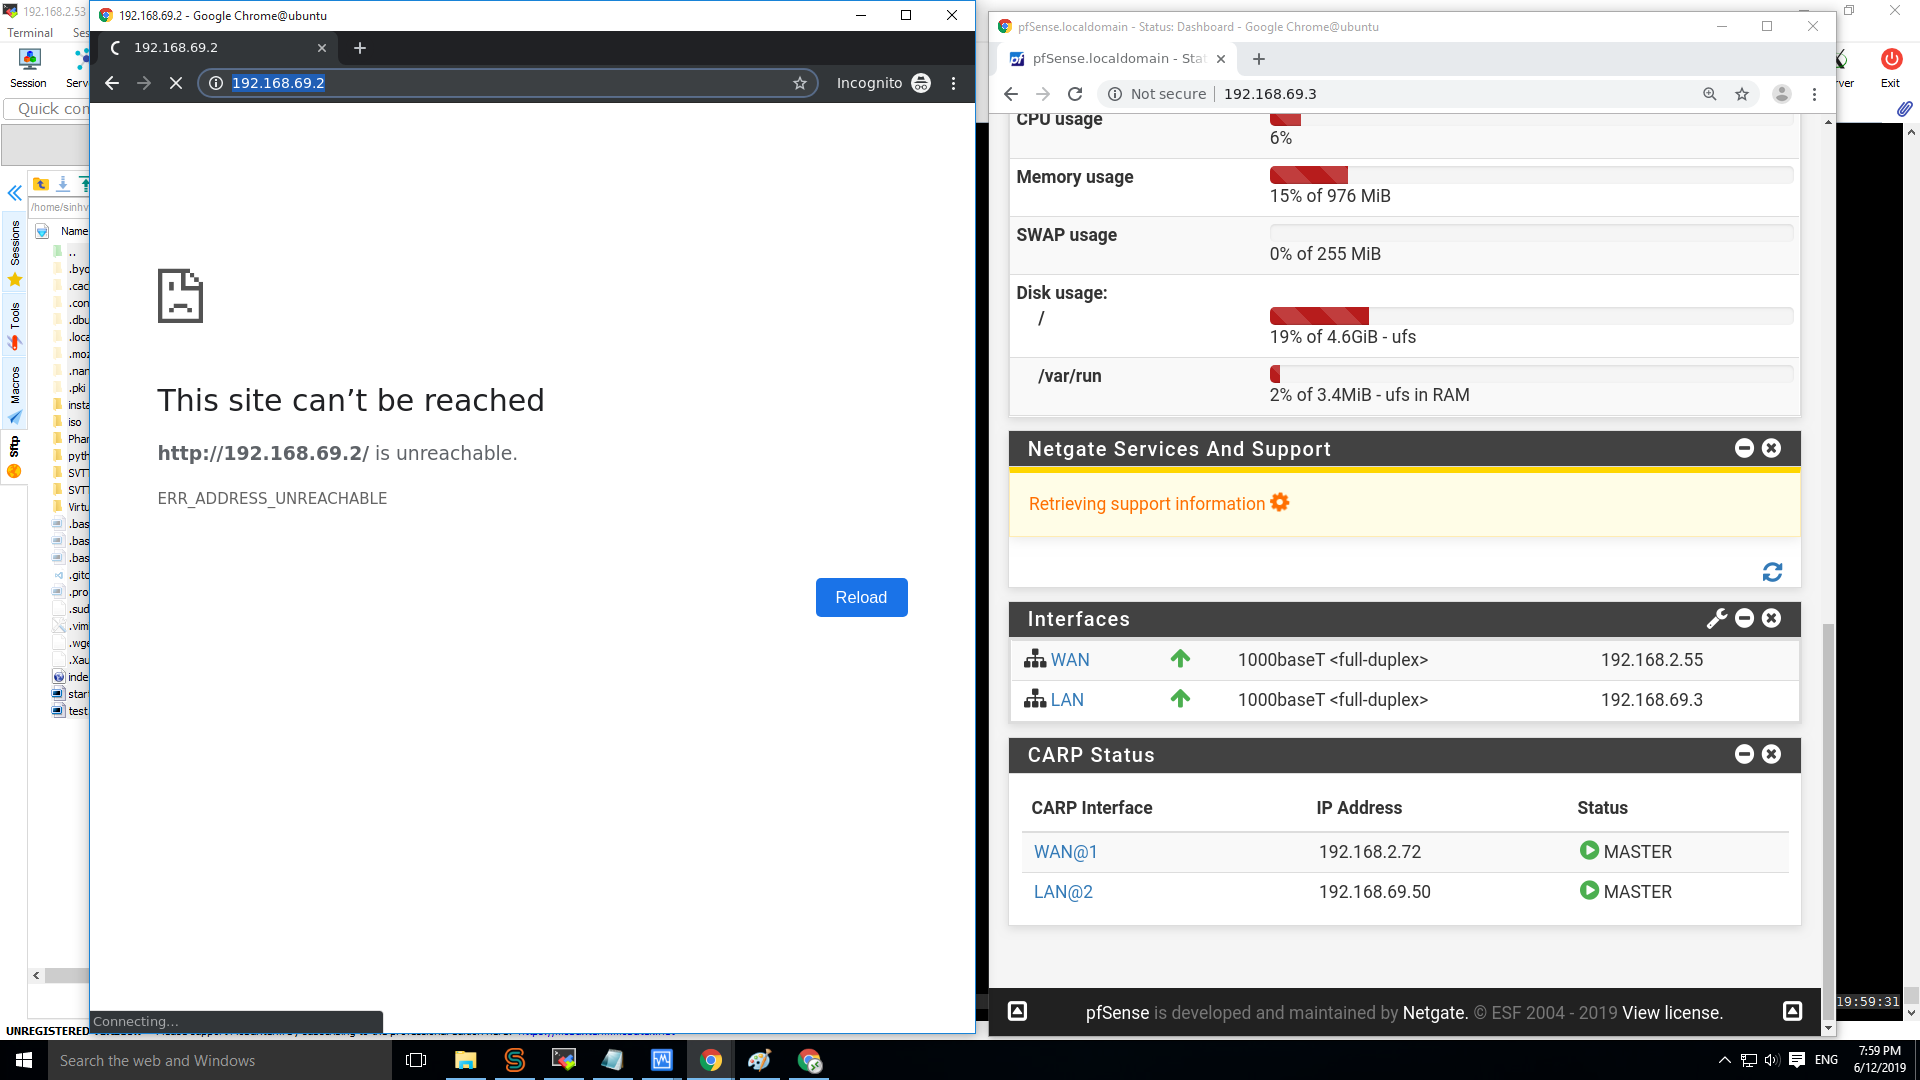 192.168.2.53
Terminal
Session
Quick con
/home/sinhv
Name
..
.byo
.cac
.con
.dbu
.loca
.moz
.nan
.pki
insta
iso
Phar
pyth
SVTT
SVTT
Virtu
.bas
.bas
.bas
.gitc
.pro
.sud
.vim
.wge
.Xau
inde
star
test
Sessions
Tools
Macros
Sftp
UNREGISTERED
192.168.69.2 - Google Chrome@ubuntu
192.168.69.2
192.168.69.2
Incognito
This site can’t be reached
http://192.168.69.2/ is unreachable.
ERR_ADDRESS_UNREACHABLE
Reload
Connecting...
pfSense.localdomain - Status: Dashboard - Google Chrome@ubuntu
pfSense.localdomain - Stat
Not secure
192.168.69.3
CPU usage
6%
Memory usage
15% of 976 MiB
SWAP usage
0% of 255 MiB
Disk usage:
/
19% of 4.6GiB - ufs
/var/run
2% of 3.4MiB - ufs in RAM
Netgate Services And Support
Retrieving support information
Interfaces
WAN 1000baseT <full-duplex> 192.168.2.55
LAN 1000baseT <full-duplex> 192.168.69.3
CARP Status
CARP Interface IP Address Status
WAN@1 192.168.2.72 MASTER
LAN@2 192.168.69.50 MASTER
pfSense is developed and maintained by Netgate. © ESF 2004 - 2019 View license.
Exit
19:59:31
Search the web and Windows
ENG
7:59 PM
6/12/2019